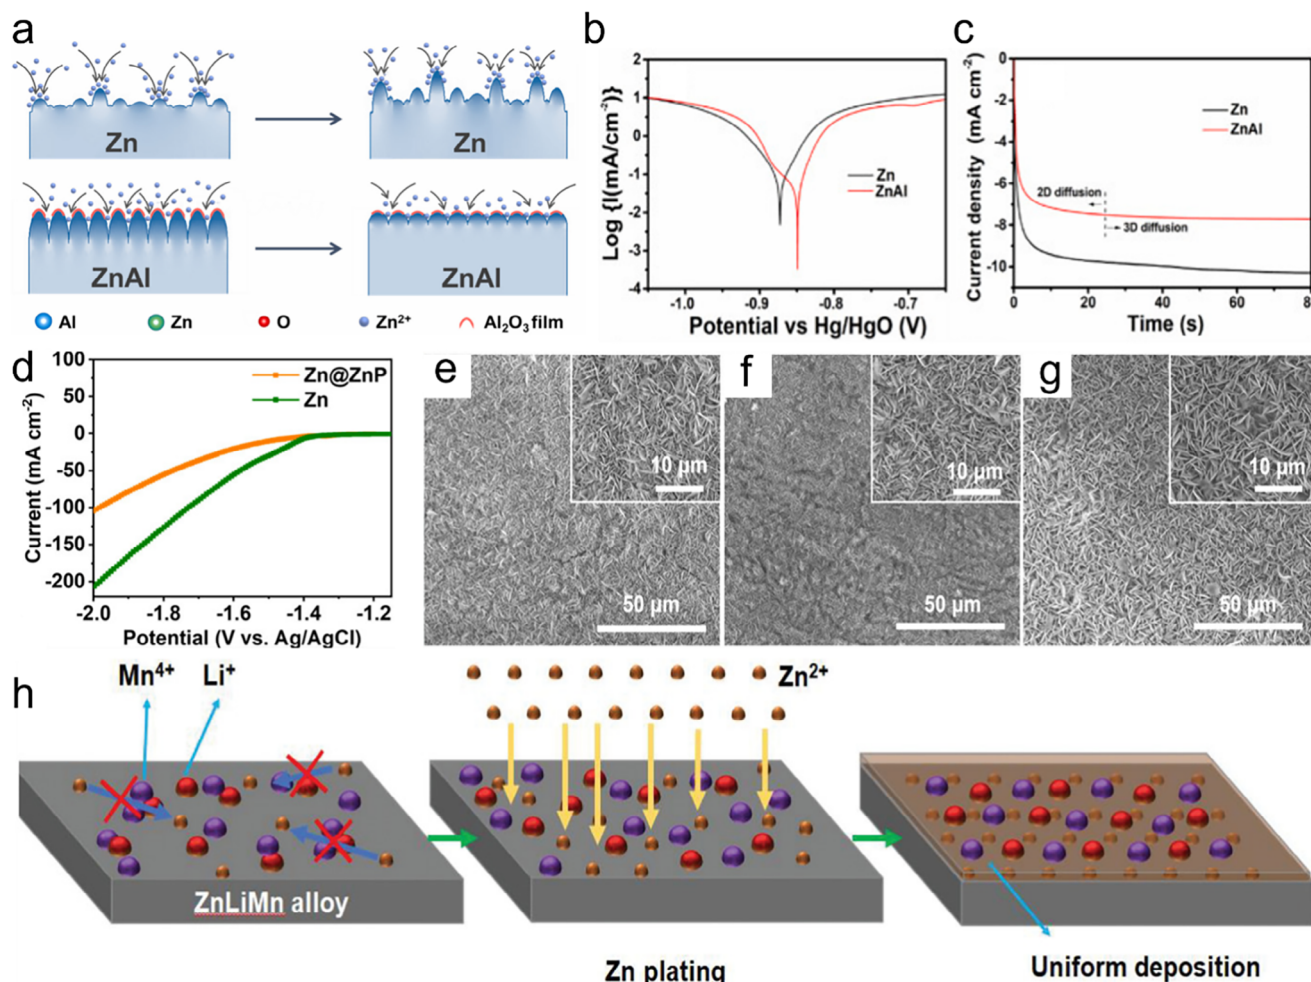 a
Zn
Zn
ZnAl
ZnAl
Al
Zn
O
Zn²⁺
Al₂O₃ film
b
Log {I(mA/cm⁻²)}
1
0
-1
-2
-3
-4
Zn
ZnAl
-1.0
-0.9
-0.8
-0.7
Potential vs Hg/HgO (V)
c
Current density (mA cm⁻²)
0
-2
-4
-6
-8
-10
Zn
ZnAl
2D diffusion
3D diffusion
0
20
40
60
80
Time (s)
d
Current (mA cm⁻²)
100
50
0
-50
-100
-150
-200
Zn@ZnP
Zn
-2.0
-1.8
-1.6
-1.4
-1.2
Potential (V vs. Ag/AgCl)
e
10 µm
50 µm
f
10 µm
50 µm
g
10 µm
50 µm
h
Mn⁴⁺
Li⁺
Zn²⁺
ZnLiMn alloy
Zn plating
Uniform deposition